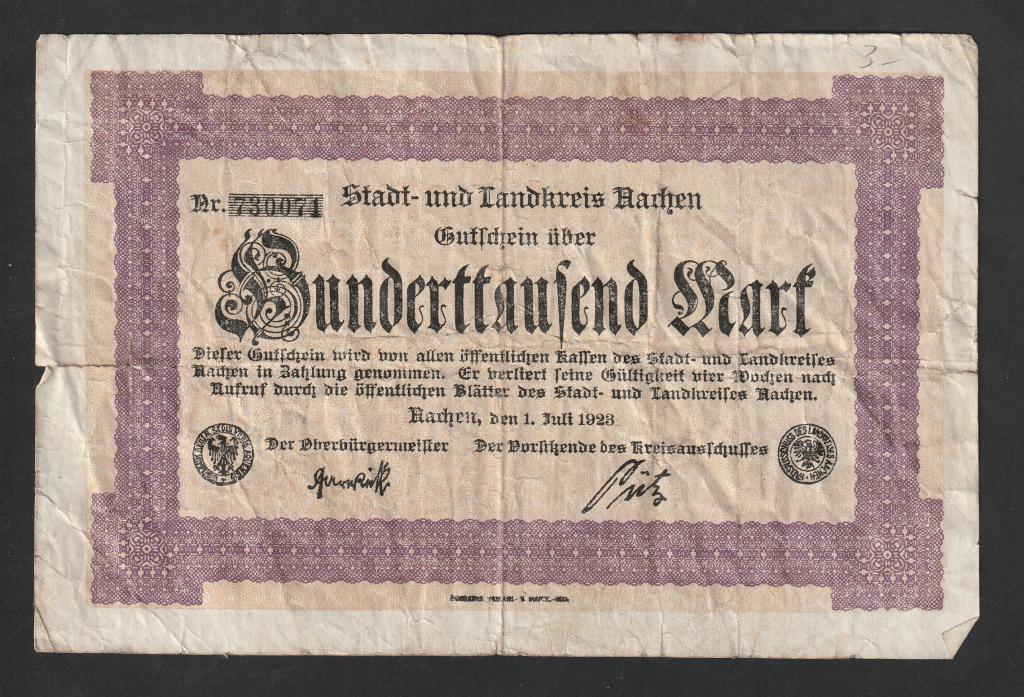 3-
Nr. 730071
Stadt- und Landkreis Aachen
Gutschein über
Hunderttausend Mark
Dieser Gutschein wird von allen öffentlichen Kassen des Stadt- und Landkreises
Aachen in Zahlung genommen. Er verliert seine Gültigkeit vier Wochen nach
Aufruf durch die öffentlichen Blätter des Stadt- und Landkreises Aachen.
Aachen, den 1. Juli 1923
Der Oberbürgermeister Der Vorsitzende des Kreisausschusses
Pütz